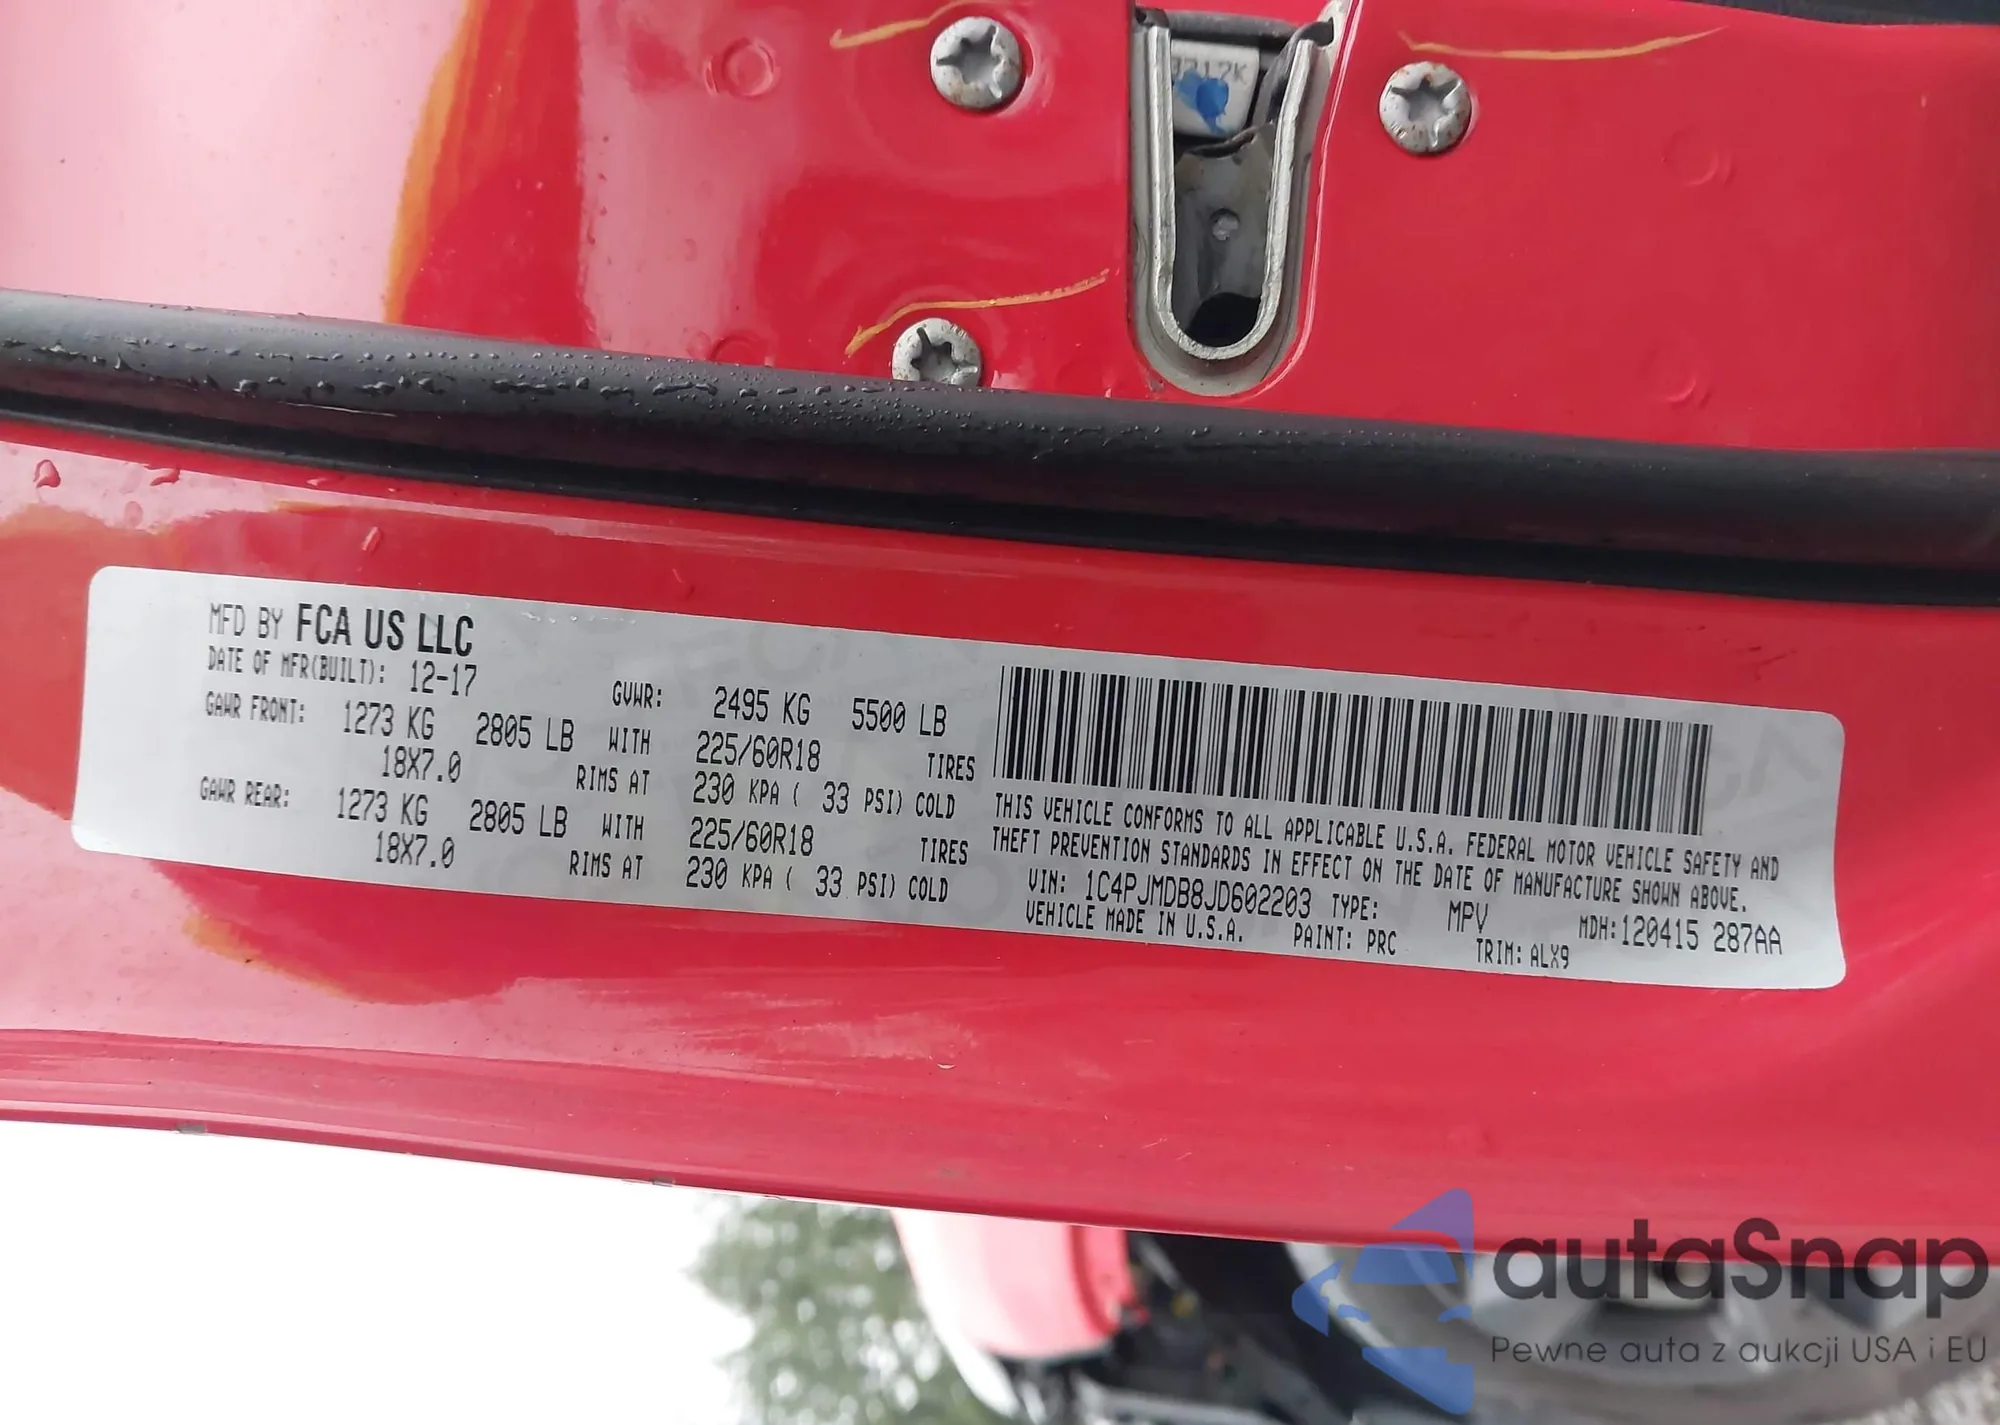 MFD BY FCA US LLC
DATE OF MFR(BUILT): 12-17
GVWR: 2495 KG 5500 LB
GAWR FRONT: 1273 KG 2805 LB WITH 225/60R18 TIRES
18X7.0 RIMS AT 230 KPA ( 33 PSI) COLD
GAWR REAR: 1273 KG 2805 LB WITH 225/60R18 TIRES
18X7.0 RIMS AT 230 KPA ( 33 PSI) COLD
THIS VEHICLE CONFORMS TO ALL APPLICABLE U.S.A. FEDERAL MOTOR VEHICLE SAFETY AND
THEFT PREVENTION STANDARDS IN EFFECT ON THE DATE OF MANUFACTURE SHOWN ABOVE.
VIN: 1C4PJMDB8JD602203 TYPE: MPV MDH:120415 287AA
VEHICLE MADE IN U.S.A. PAINT: PRC TRIM: ALX9
autaSnap
Pewne auta z aukcji USA i EU